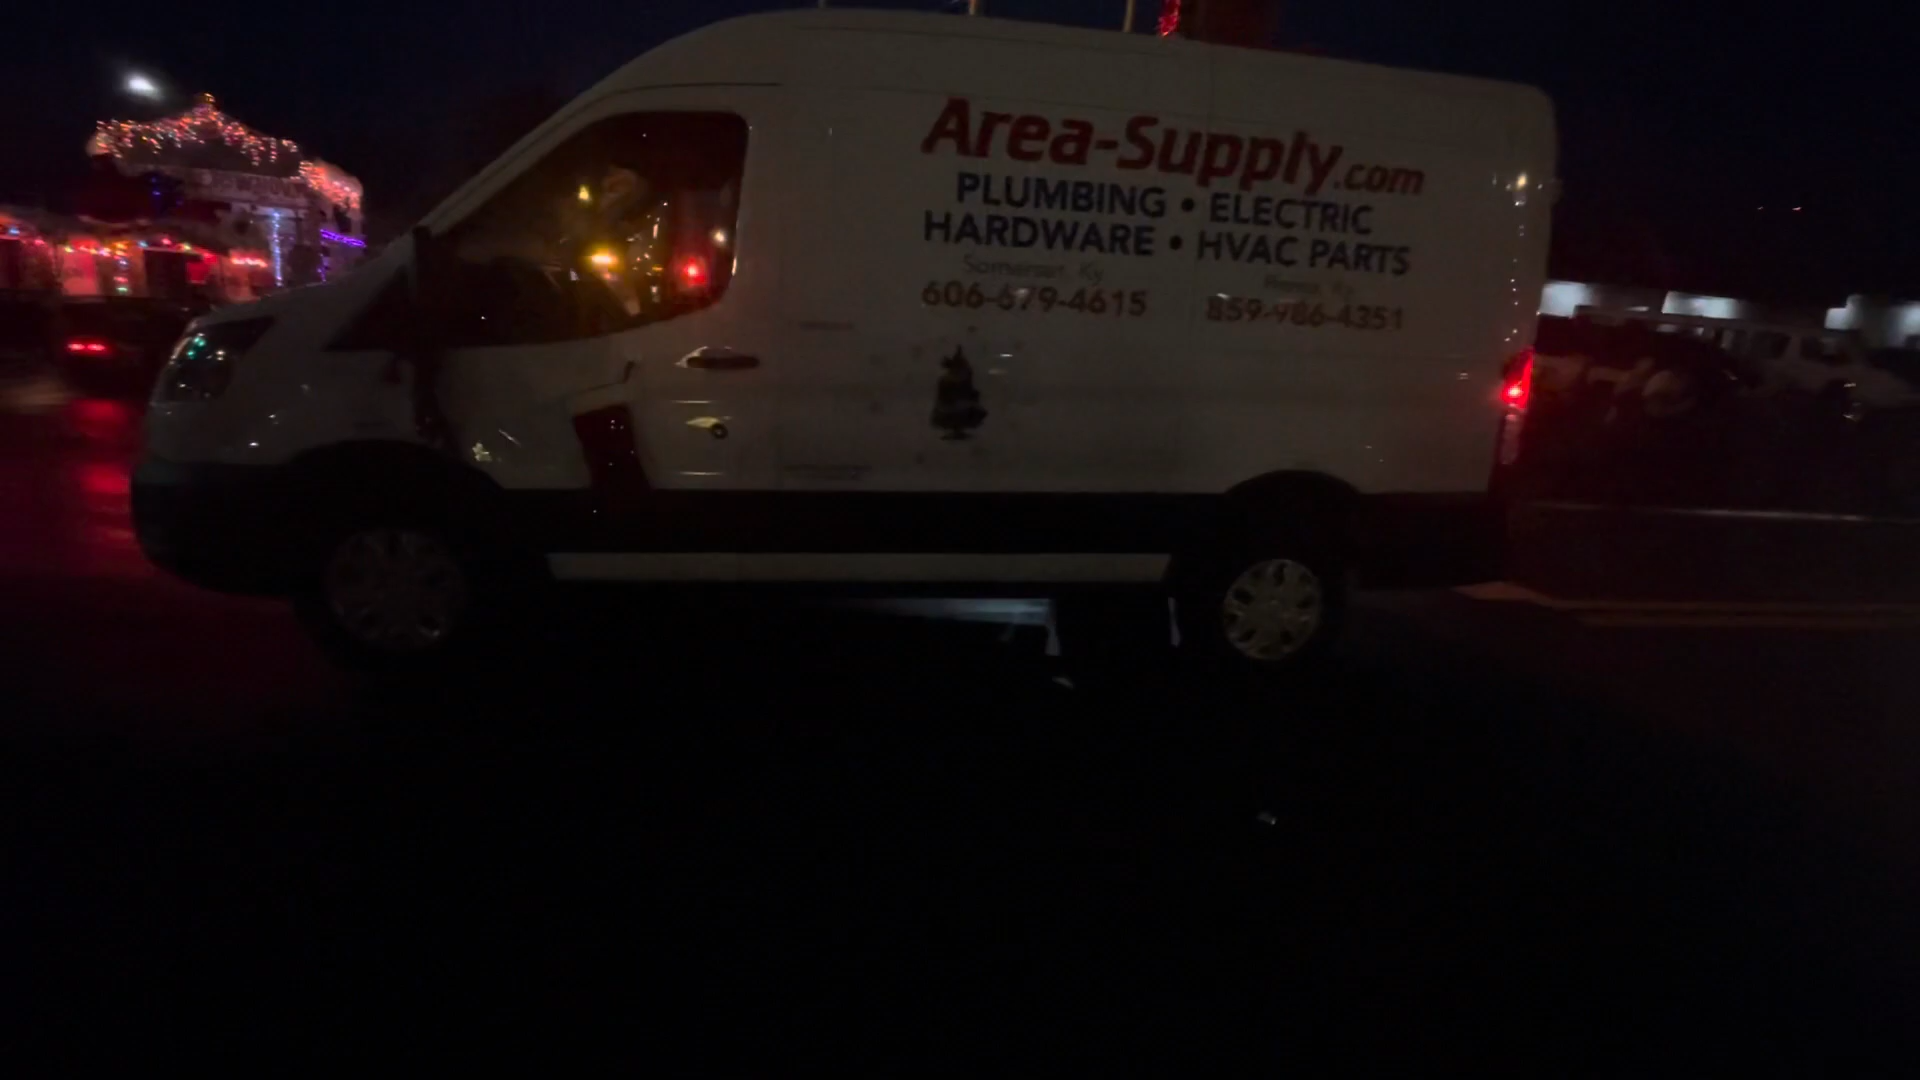 Area-Supply.com
PLUMBING • ELECTRIC
HARDWARE • HVAC PARTS
Somerset, Ky
606-679-4615 859-986-4351